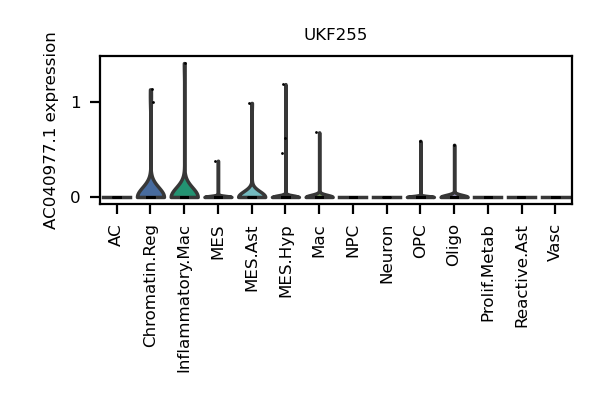 UKF255
AC040977.1 expression
1
0
AC
Chromatin.Reg
Inflammatory.Mac
MES
MES.Ast
MES.Hyp
Mac
NPC
Neuron
OPC
Oligo
Prolif.Metab
Reactive.Ast
Vasc